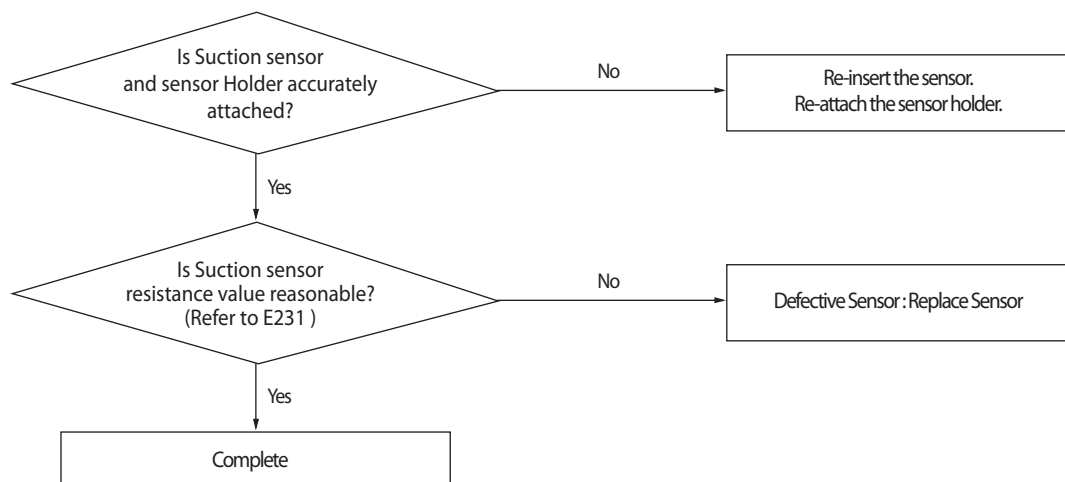 Is Suction sensor
and sensor Holder accurately
attached?
No
Re-insert the sensor.
Re-attach the sensor holder.
Yes
Is Suction sensor
resistance value reasonable?
(Refer to E231 )
No
Defective Sensor : Replace Sensor
Yes
Complete